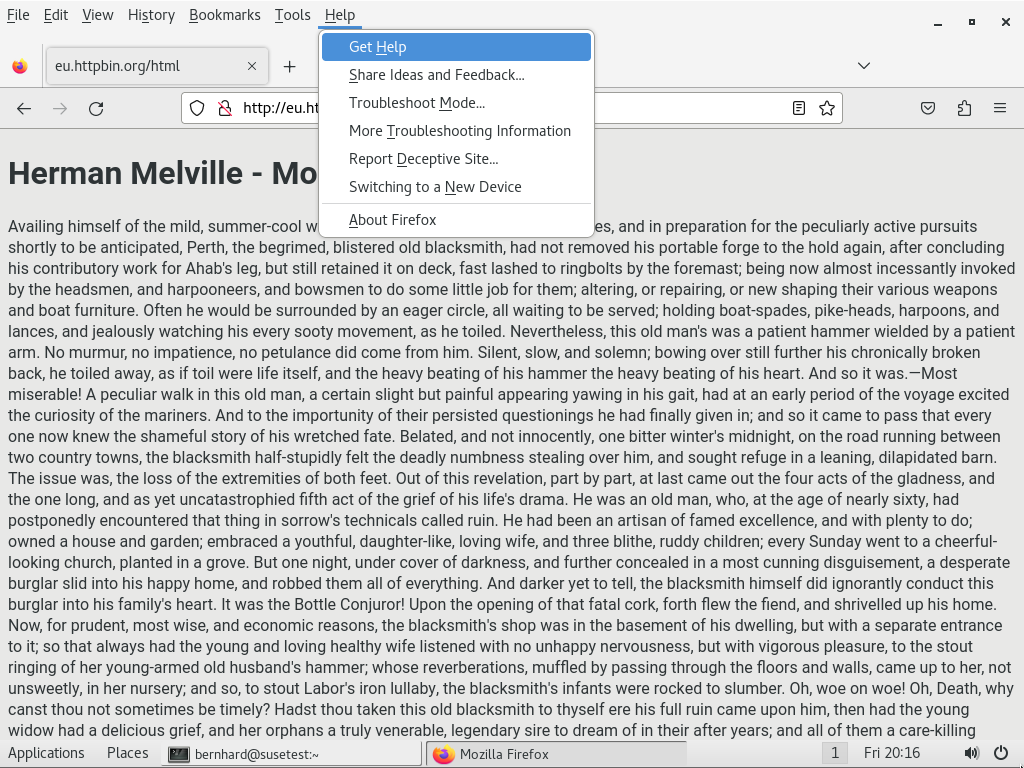 File Edit View History Bookmarks Tools Help
eu.httpbin.org/html
http://eu.ht
Get Help
Share Ideas and Feedback...
Troubleshoot Mode...
More Troubleshooting Information
Report Deceptive Site...
Switching to a New Device
About Firefox
Herman Melville - Mo
Availing himself of the mild, summer-cool w es, and in preparation for the peculiarly active pursuits
shortly to be anticipated, Perth, the begrimed, blistered old blacksmith, had not removed his portable forge to the hold again, after concluding
his contributory work for Ahab's leg, but still retained it on deck, fast lashed to ringbolts by the foremast; being now almost incessantly invoked
by the headsmen, and harpooneers, and bowsmen to do some little job for them; altering, or repairing, or new shaping their various weapons
and boat furniture. Often he would be surrounded by an eager circle, all waiting to be served; holding boat-spades, pike-heads, harpoons, and
lances, and jealously watching his every sooty movement, as he toiled. Nevertheless, this old man's was a patient hammer wielded by a patient
arm. No murmur, no impatience, no petulance did come from him. Silent, slow, and solemn; bowing over still further his chronically broken
back, he toiled away, as if toil were life itself, and the heavy beating of his hammer the heavy beating of his heart. And so it was.—Most
miserable! A peculiar walk in this old man, a certain slight but painful appearing yawing in his gait, had at an early period of the voyage excited
the curiosity of the mariners. And to the importunity of their persisted questionings he had finally given in; and so it came to pass that every
one now knew the shameful story of his wretched fate. Belated, and not innocently, one bitter winter's midnight, on the road running between
two country towns, the blacksmith half-stupidly felt the deadly numbness stealing over him, and sought refuge in a leaning, dilapidated barn.
The issue was, the loss of the extremities of both feet. Out of this revelation, part by part, at last came out the four acts of the gladness, and
the one long, and as yet uncatastrophied fifth act of the grief of his life's drama. He was an old man, who, at the age of nearly sixty, had
postponedly encountered that thing in sorrow's technicals called ruin. He had been an artisan of famed excellence, and with plenty to do;
owned a house and garden; embraced a youthful, daughter-like, loving wife, and three blithe, ruddy children; every Sunday went to a cheerful-
looking church, planted in a grove. But one night, under cover of darkness, and further concealed in a most cunning disguisement, a desperate
burglar slid into his happy home, and robbed them all of everything. And darker yet to tell, the blacksmith himself did ignorantly conduct this
burglar into his family's heart. It was the Bottle Conjuror! Upon the opening of that fatal cork, forth flew the fiend, and shrivelled up his home.
Now, for prudent, most wise, and economic reasons, the blacksmith's shop was in the basement of his dwelling, but with a separate entrance
to it; so that always had the young and loving healthy wife listened with no unhappy nervousness, but with vigorous pleasure, to the stout
ringing of her young-armed old husband's hammer; whose reverberations, muffled by passing through the floors and walls, came up to her, not
unsweetly, in her nursery; and so, to stout Labor's iron lullaby, the blacksmith's infants were rocked to slumber. Oh, woe on woe! Oh, Death, why
canst thou not sometimes be timely? Hadst thou taken this old blacksmith to thyself ere his full ruin came upon him, then had the young
widow had a delicious grief, and her orphans a truly venerable, legendary sire to dream of in their after years; and all of them a care-killing
Applications Places bernhard@susetest:~ Mozilla Firefox 1 Fri 20:16